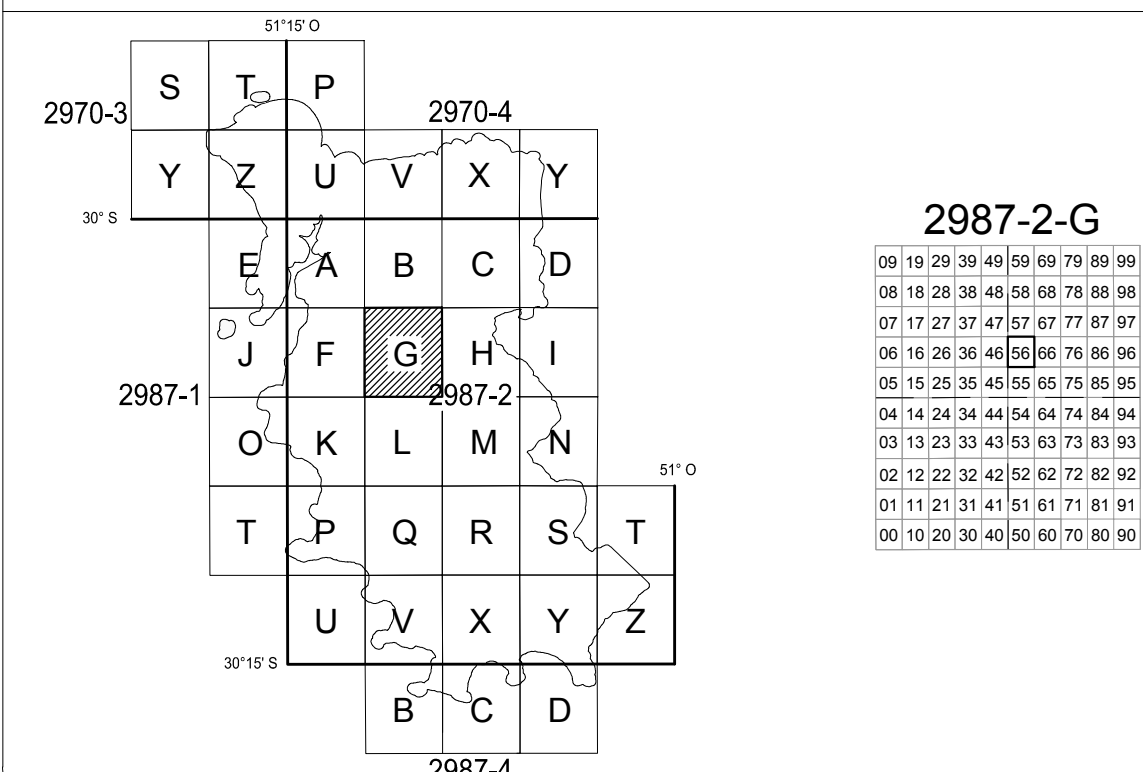 51°15' O
S T P
2970-3 2970-4
Y Z U V X Y
30° S
E A B C D
J F G H I
2987-1 2987-2
O K L M N
51° O
T P Q R S T
U V X Y Z
30°15' S
B C D
2987-4
2987-2-G
09 19 29 39 49 59 69 79 89 99
08 18 28 38 48 58 68 78 88 98
07 17 27 37 47 57 67 77 87 97
06 16 26 36 46 56 66 76 86 96
05 15 25 35 45 55 65 75 85 95
04 14 24 34 44 54 64 74 84 94
03 13 23 33 43 53 63 73 83 93
02 12 22 32 42 52 62 72 82 92
01 11 21 31 41 51 61 71 81 91
00 10 20 30 40 50 60 70 80 90